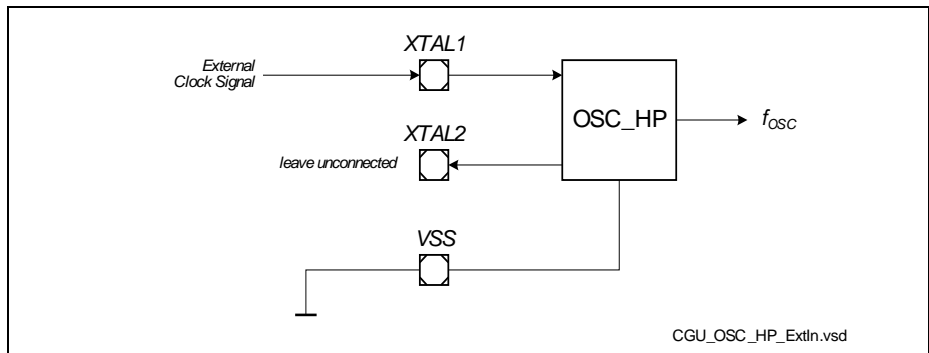 XTAL1
External
Clock Signal
OSC_HP
fOSC
XTAL2
leave unconnected
VSS
CGU_OSC_HP_ExtIn.vsd